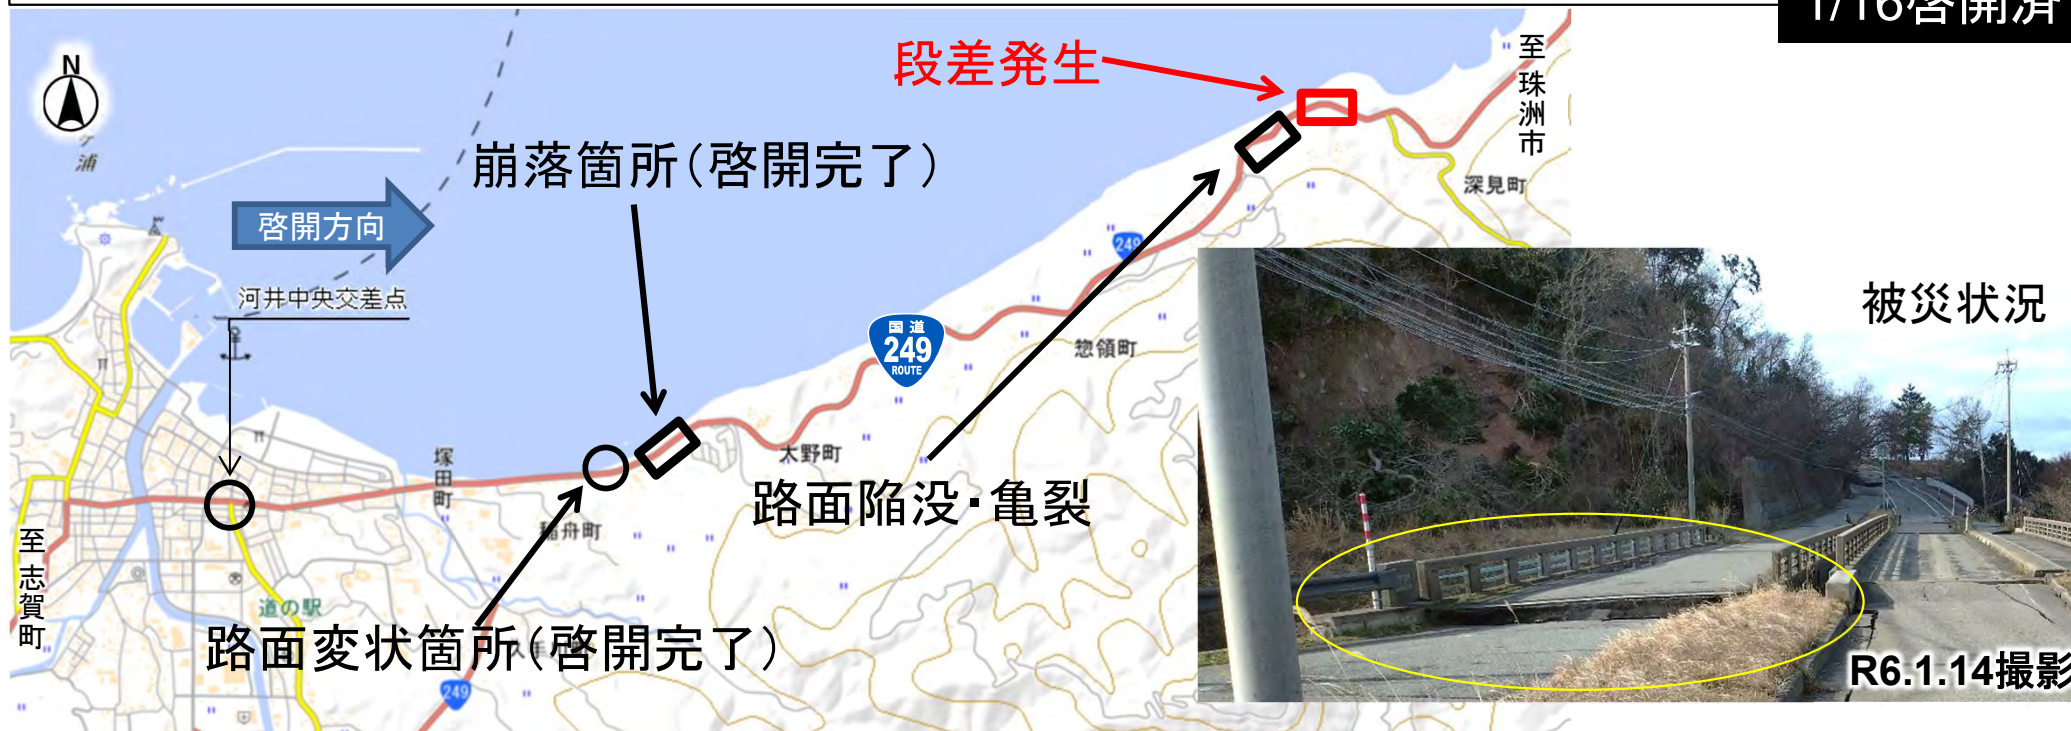 1/16啓開済
N
段差発生
至珠洲市
ケ浦
崩落箇所(啓開完了)
深見町
啓開方向
249
河井中央交差点
被災状況
国道
249
ROUTE
惣領町
大野町
塚田町
路面陥没・亀裂
稲舟町
至志賀町
道の駅
路面変状箇所(啓開完了)
R6.1.14撮影
249